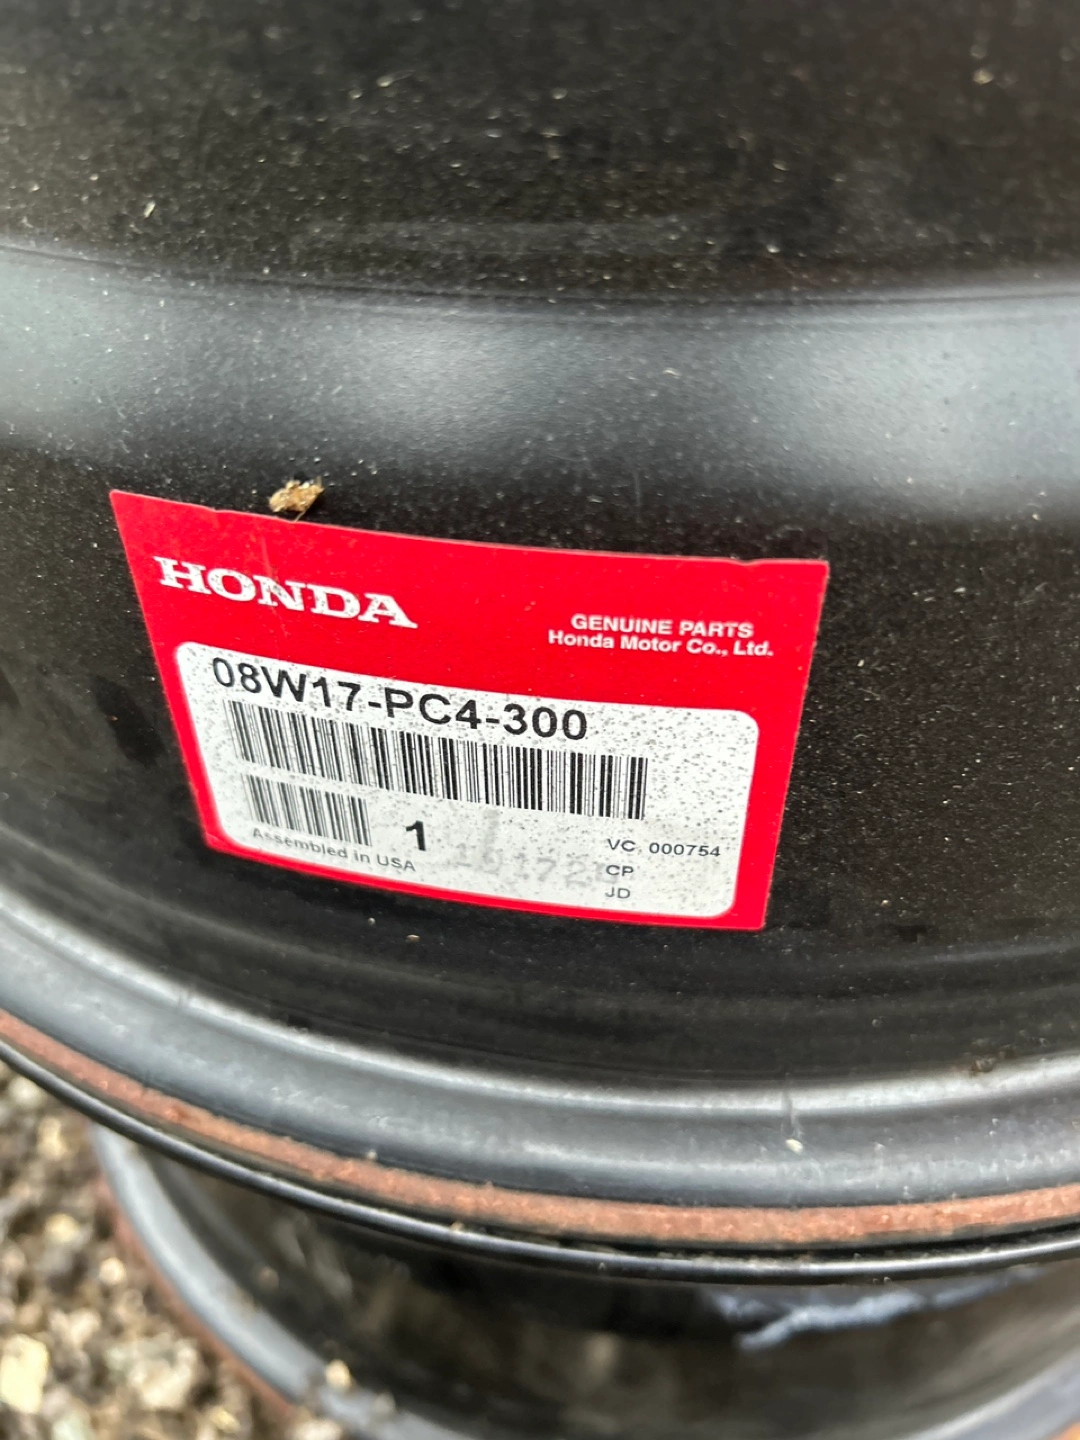 HONDA
GENUINE PARTS
Honda Motor Co., Ltd.
08W17-PC4-300
1
Assembled in USA
VC 000754
CP
JD